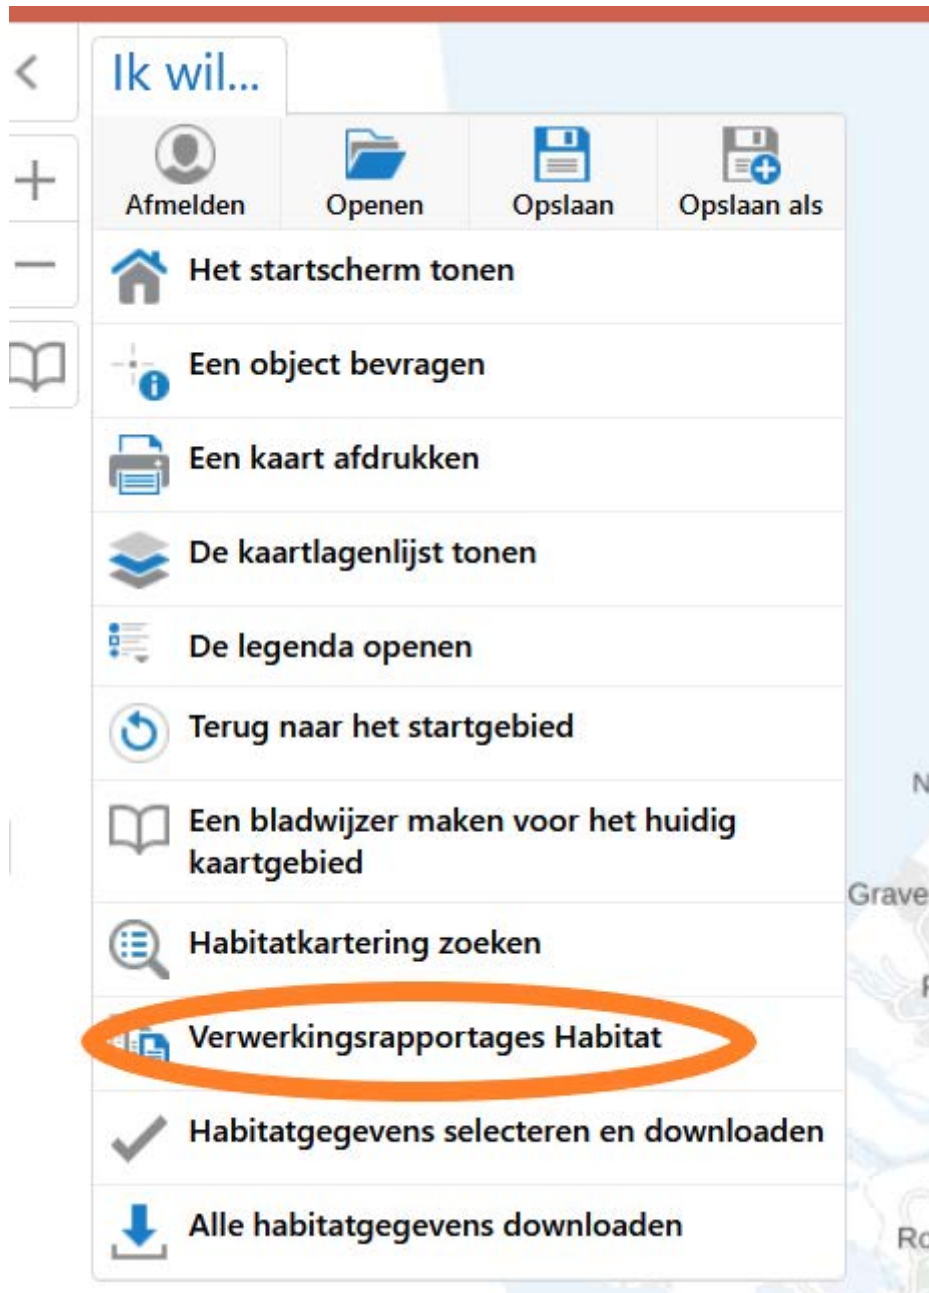 Ik wil...
Afmelden Openen Opslaan Opslaan als
Het startscherm tonen
Een object bevragen
Een kaart afdrukken
De kaartlagenlijst tonen
De legenda openen
Terug naar het startgebied
Een bladwijzer maken voor het huidig
kaartgebied
Habitatkartering zoeken
Verwerkingsrapportages Habitat
Habitatgegevens selecteren en downloaden
Alle habitatgegevens downloaden